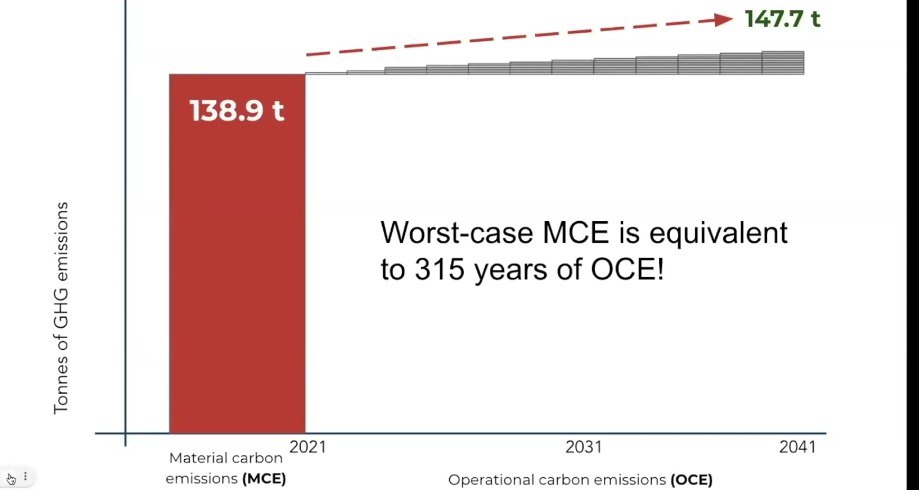 147.7 t
138.9 t
Worst-case MCE is equivalent
to 315 years of OCE!
Tonnes of GHG emissions
2021
2031
2041
Material carbon
emissions (MCE)
Operational carbon emissions (OCE)